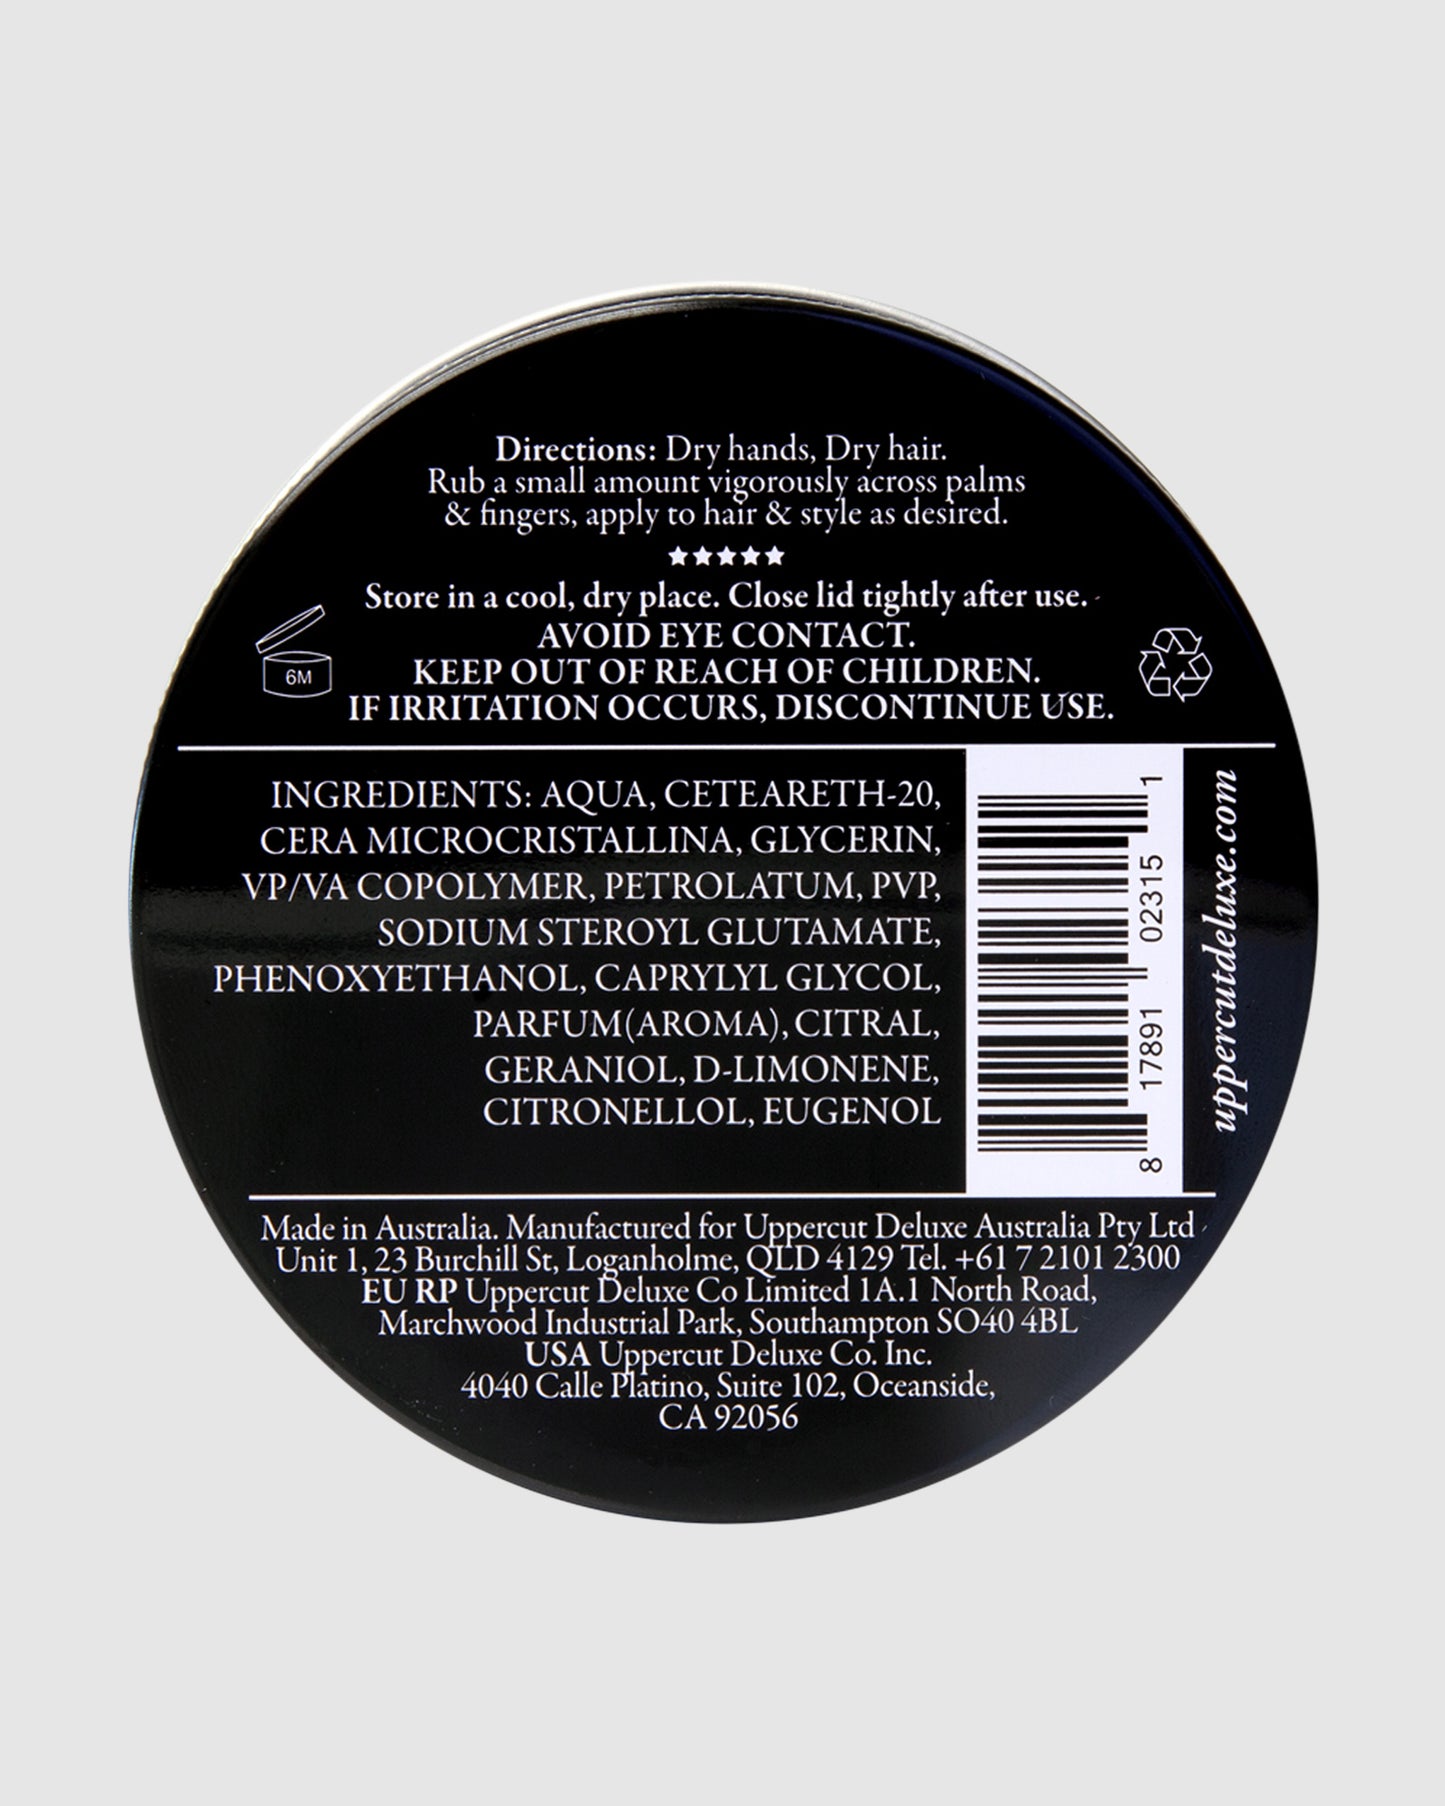 Directions: Dry hands, Dry hair.
Rub a small amount vigorously across palms
& fingers, apply to hair & style as desired.
★★★★★
Store in a cool, dry place. Close lid tightly after use.
AVOID EYE CONTACT.
KEEP OUT OF REACH OF CHILDREN.
IF IRRITATION OCCURS, DISCONTINUE USE.
6M
INGREDIENTS: AQUA, CETEARETH-20,
CERA MICROCRISTALLINA, GLYCERIN,
VP/VA COPOLYMER, PETROLATUM, PVP,
SODIUM STEROYL GLUTAMATE,
PHENOXYETHANOL, CAPRYLYL GLYCOL,
PARFUM(AROMA), CITRAL,
GERANIOL, D-LIMONENE,
CITRONELLOL, EUGENOL
8 17891 02315 1
uppercutdeluxe.com
Made in Australia. Manufactured for Uppercut Deluxe Australia Pty Ltd
Unit 1, 23 Burchill St, Loganholme, QLD 4129 Tel. +61 7 2101 2300
EU RP Uppercut Deluxe Co Limited 1A.1 North Road,
Marchwood Industrial Park, Southampton SO40 4BL
USA Uppercut Deluxe Co. Inc.
4040 Calle Platino, Suite 102, Oceanside,
CA 92056